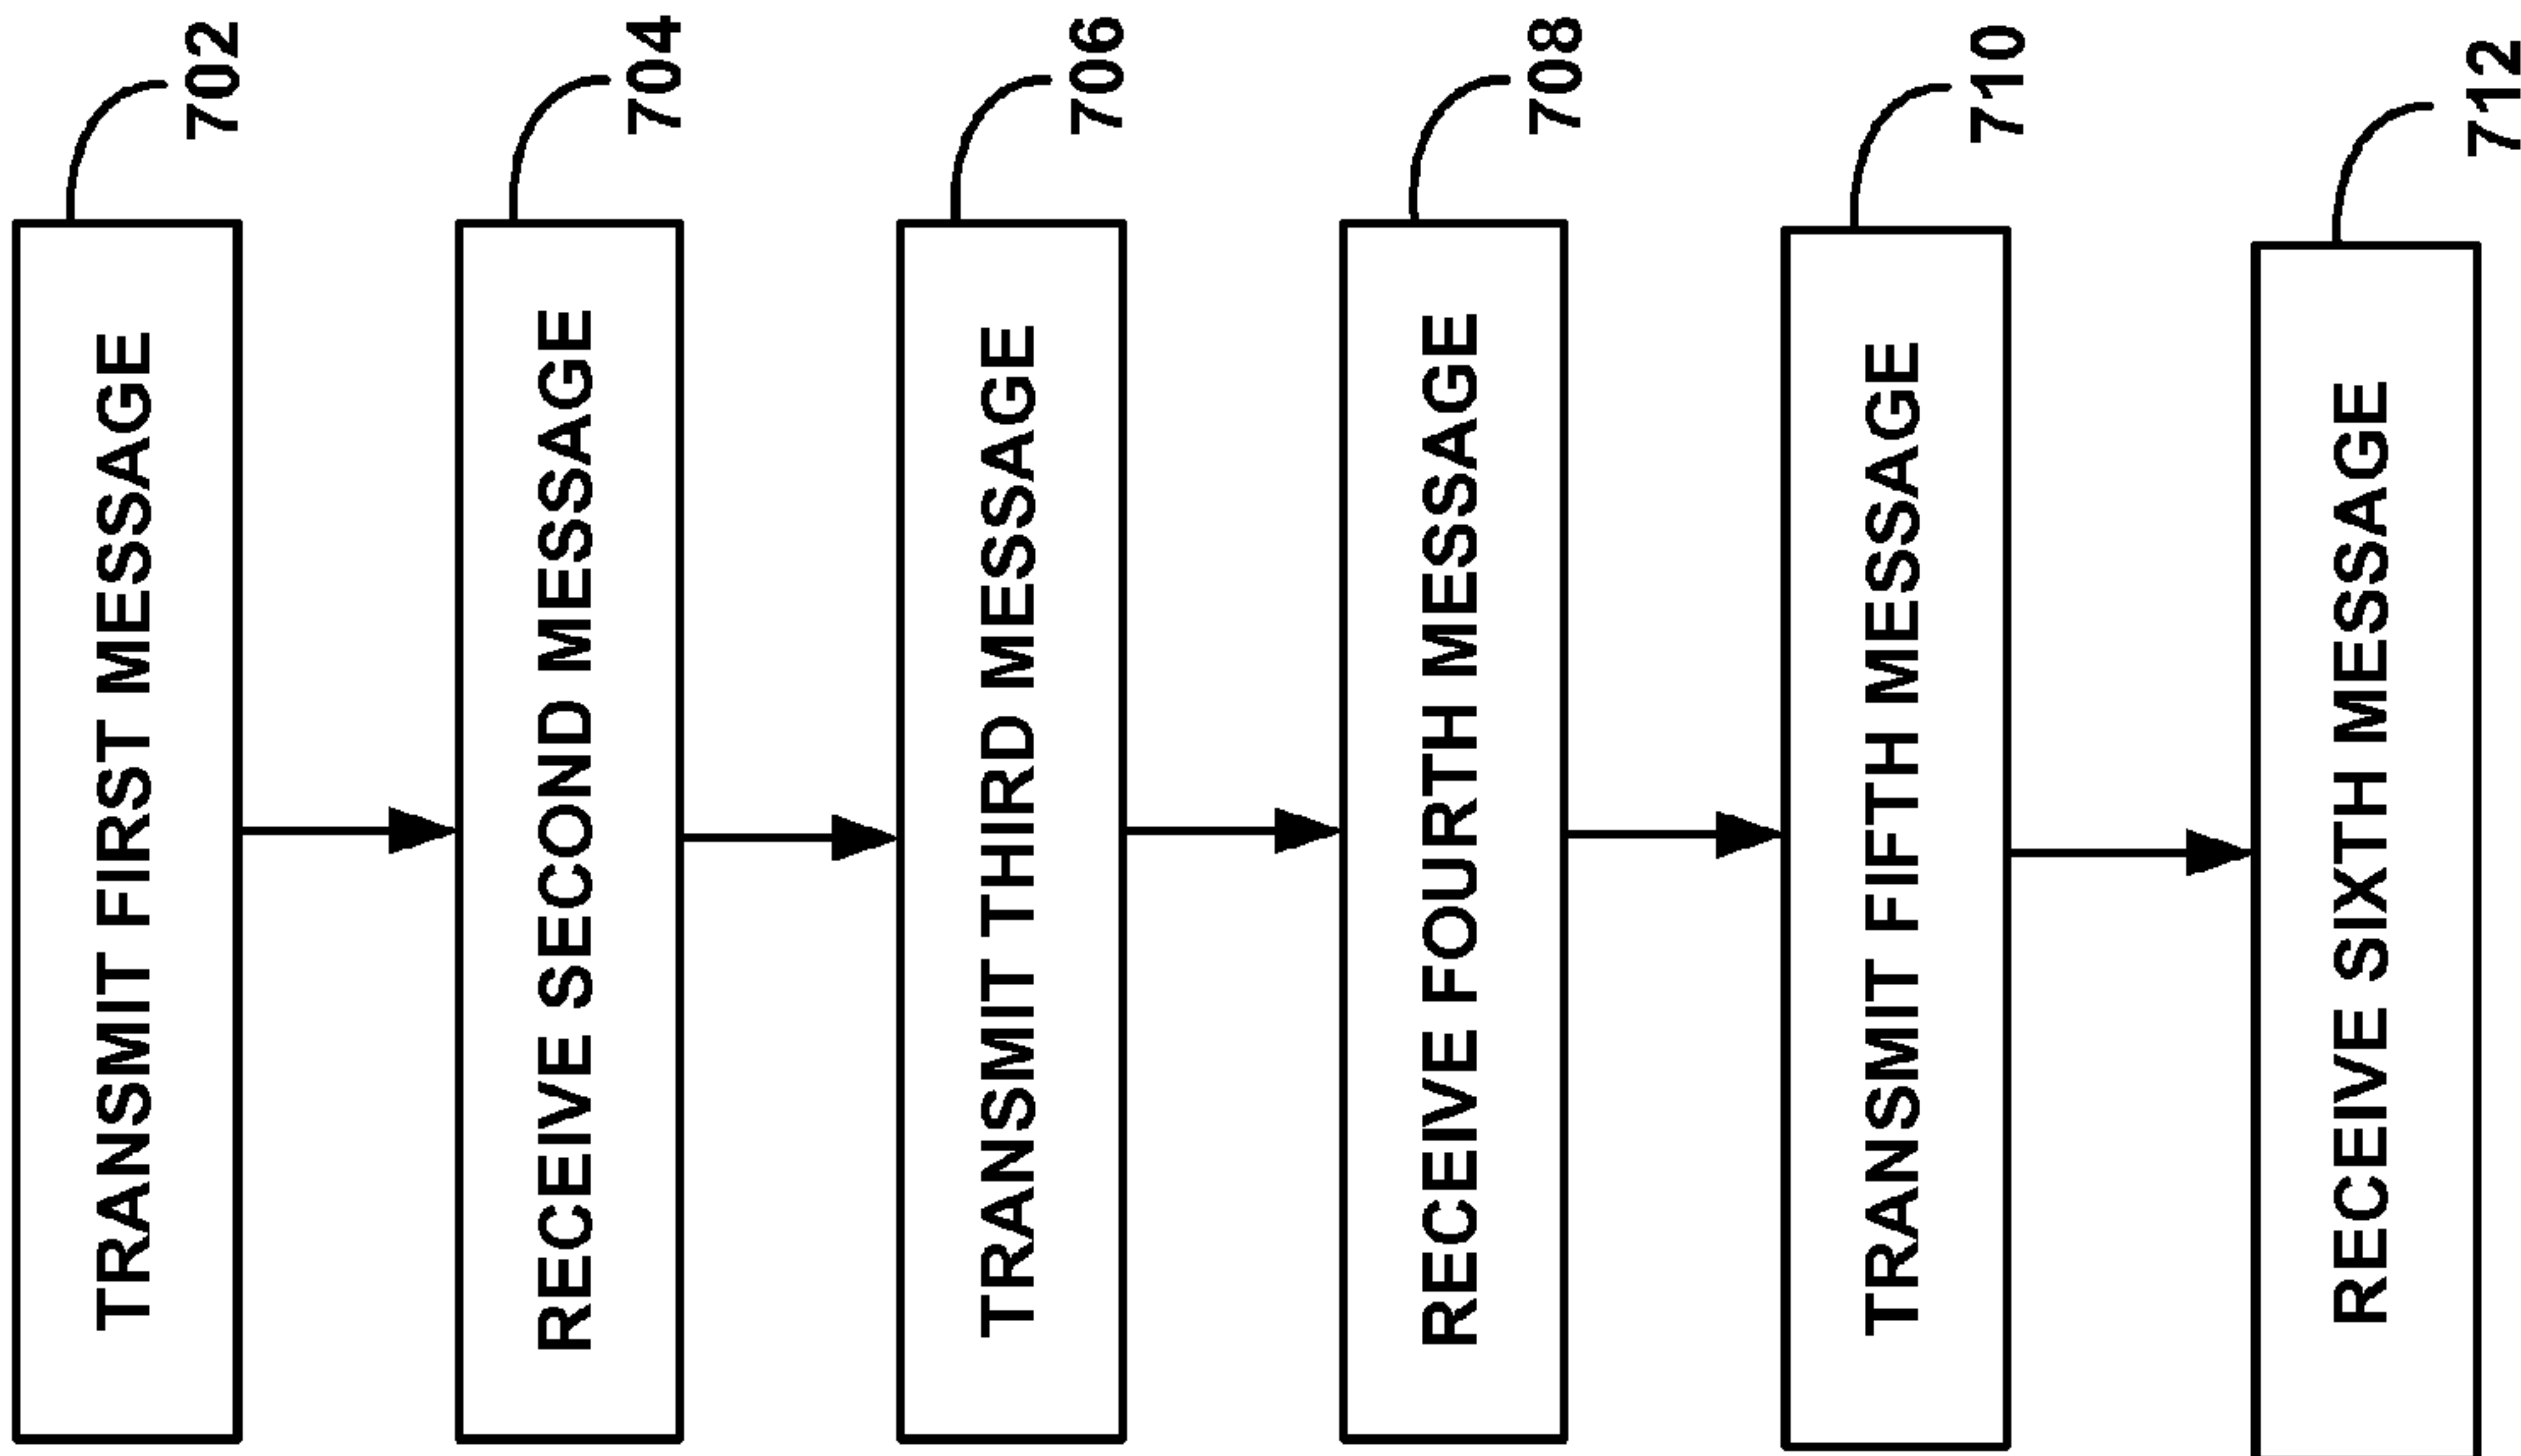 TRANSMIT FIRST MESSAGE
702
RECEIVE SECOND MESSAGE
704
TRANSMIT THIRD MESSAGE
706
RECEIVE FOURTH MESSAGE
708
TRANSMIT FIFTH MESSAGE
710
RECEIVE SIXTH MESSAGE
712